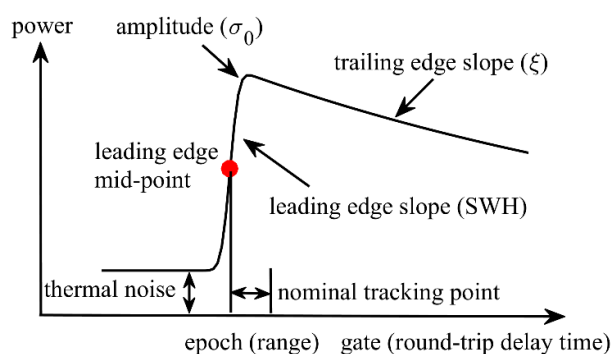 power
amplitude (σ₀)
trailing edge slope (ξ)
leading edge
mid-point
leading edge slope (SWH)
thermal noise
nominal tracking point
epoch (range)
gate (round-trip delay time)